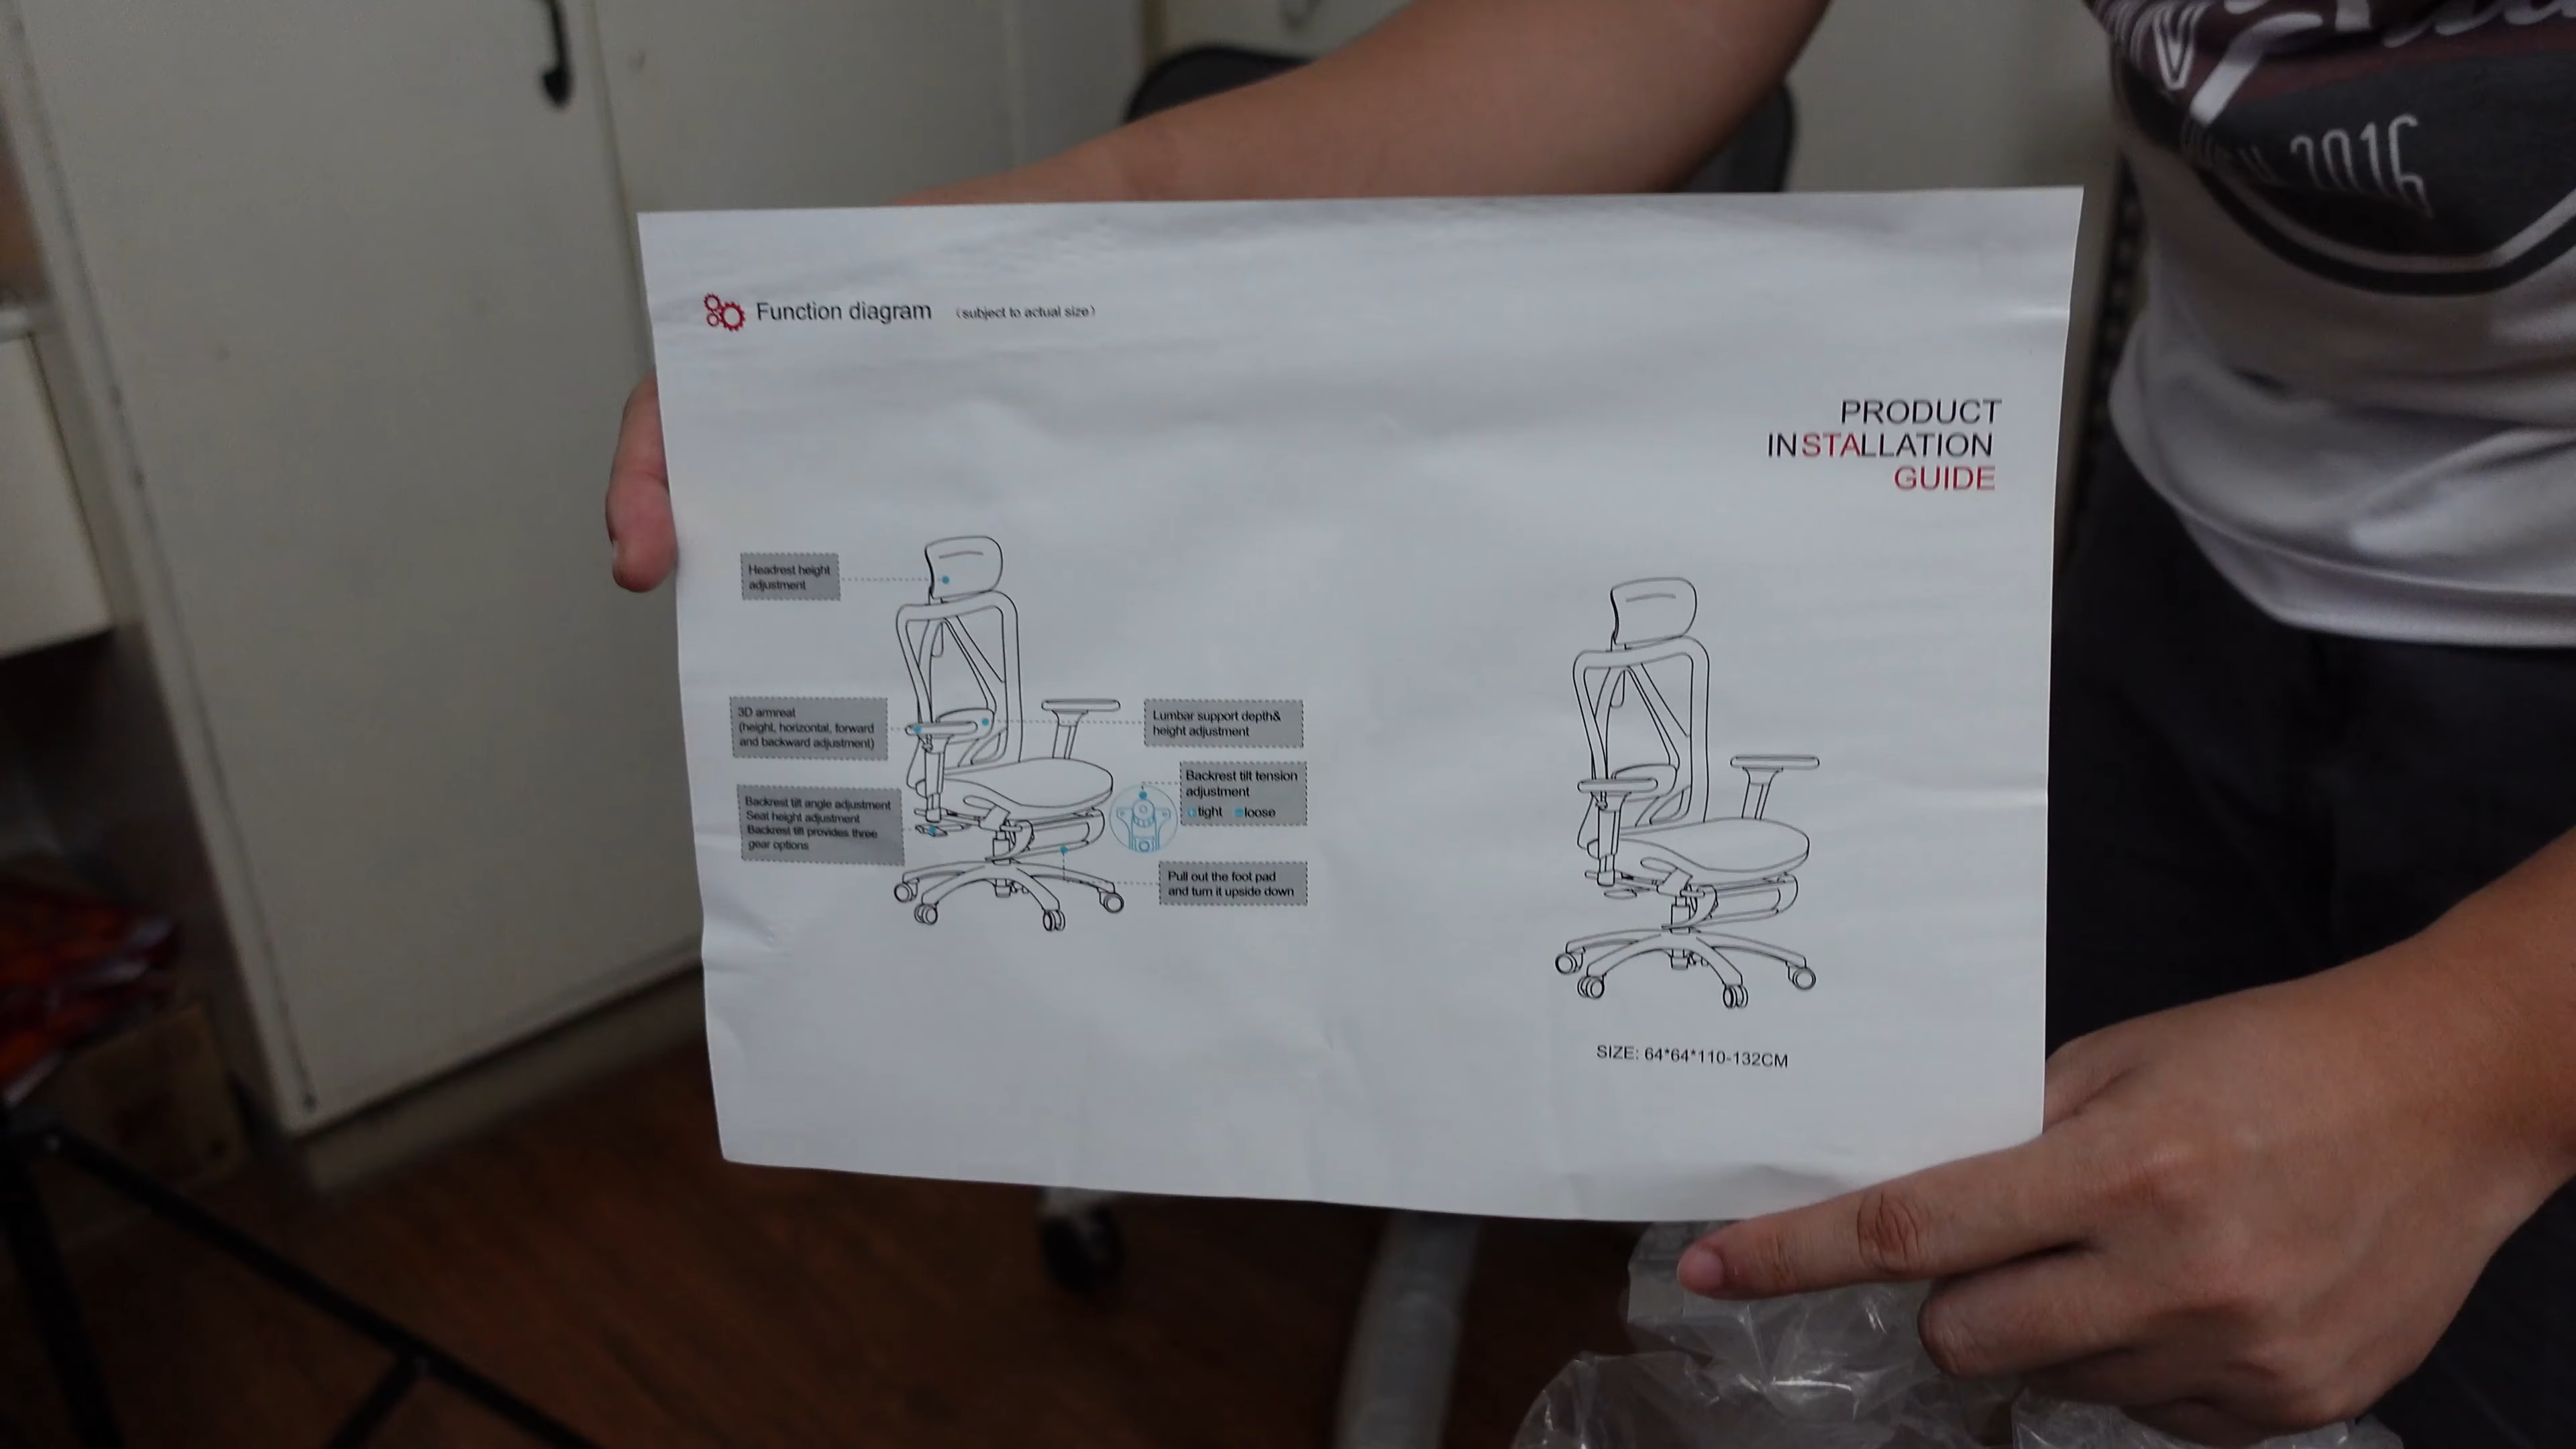 2016
Function diagram (subject to actual size)
PRODUCT
INSTALLATION
GUIDE
Headrest height
adjustment
3D armreat
(height, horizontal, forward
and backward adjustment)
Lumbar support depth&
height adjustment
Backrest tilt tension
adjustment
tight loose
Backrest tilt angle adjustment
Seat height adjustment
Backrest tilt provides three
gear options
Pull out the foot pad
and turn it upside down
SIZE: 64*64*110-132CM